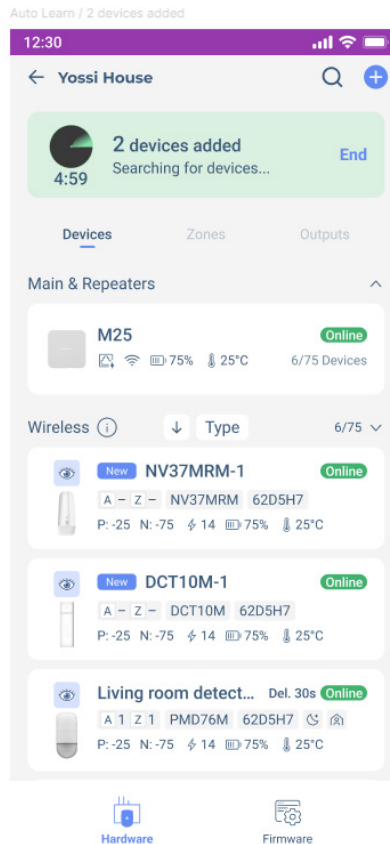 Auto Learn / 2 devices added
12:30
Yossi House
2 devices added
Searching for devices...
End
4:59
Devices Zones Outputs
Main & Repeaters
M25 Online
75% 25°C 6/75 Devices
Wireless Type 6/75
New NV37MRM-1 Online
A – Z – NV37MRM 62D5H7
P: -25 N: -75 14 75% 25°C
New DCT10M-1 Online
A – Z – DCT10M 62D5H7
P: -25 N: -75 14 75% 25°C
Living room detect... Del. 30s Online
A 1 Z 1 PMD76M 62D5H7
P: -25 N: -75 14 75% 25°C
Hardware Firmware